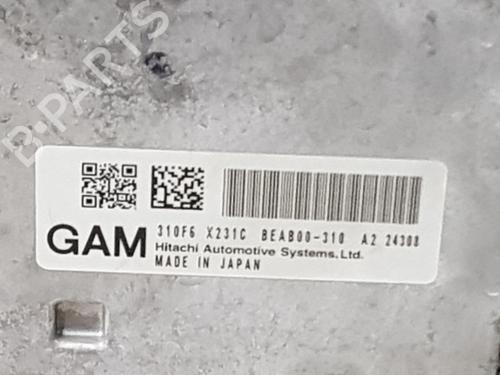 B-PARTS
GAM
310F6 X231C BEAB00-310 A2 24308
Hitachi Automotive Systems, Ltd.
MADE IN JAPAN